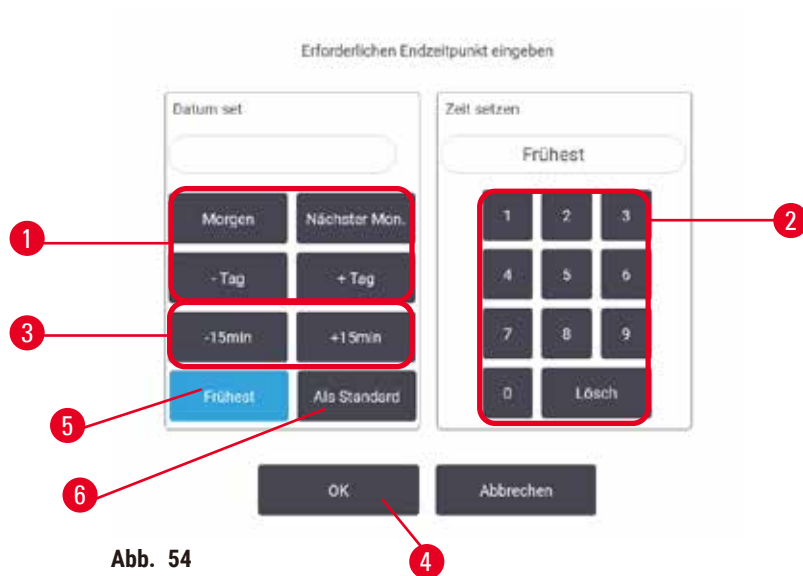 Erforderlichen Endzeitpunkt eingeben
Datum set
Zeit setzen
Frühest
Morgen
Nächster Mon.
- Tag
+ Tag
-15min
+15min
Frühest
Als Standard
1 2 3
4 5 6
7 8 9
0 Lösch
OK
Abbrechen
1
2
3
5
6
4
Abb. 54